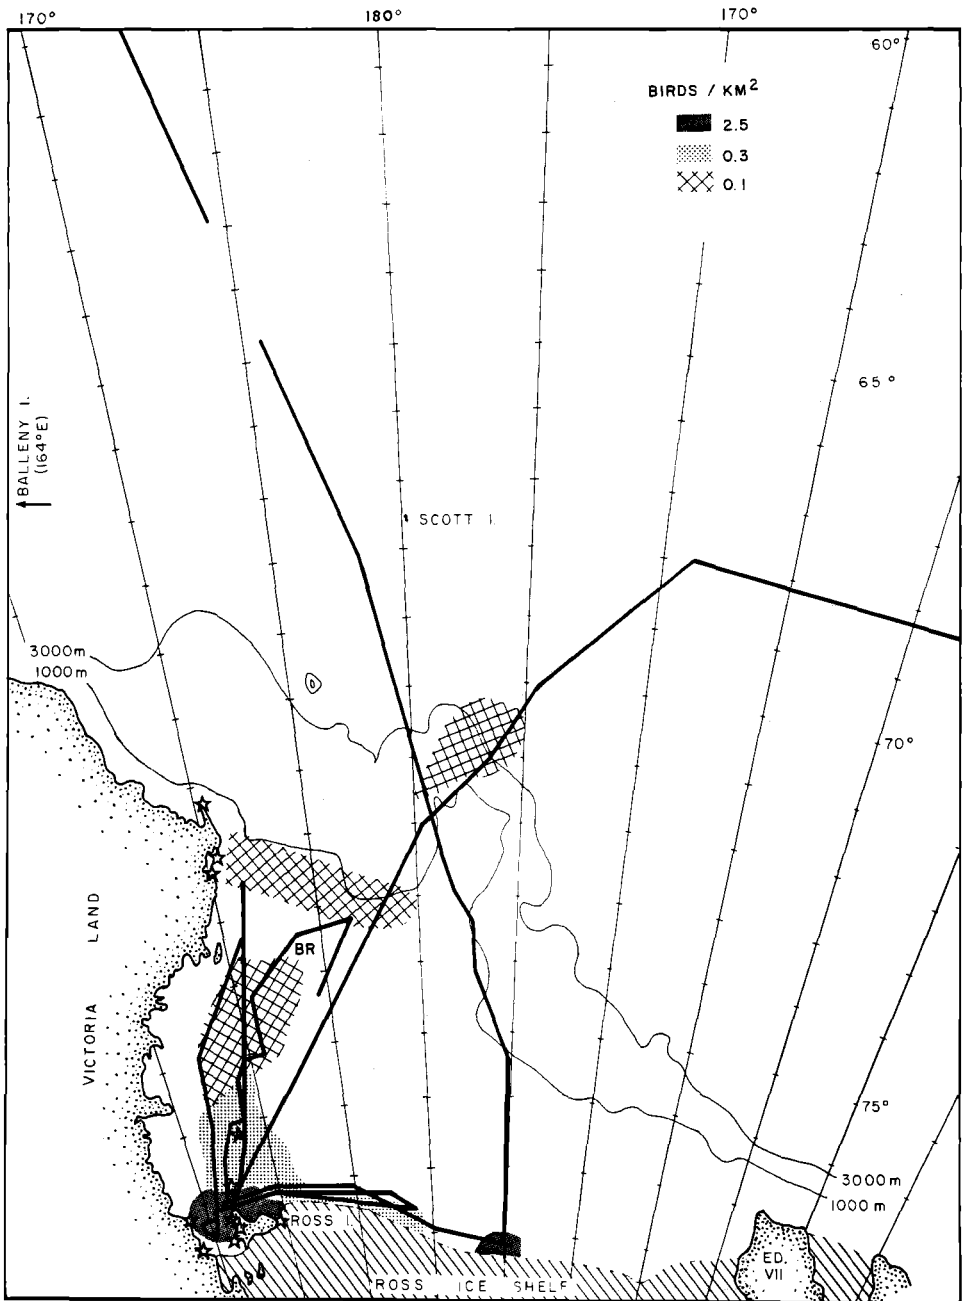 170°
180°
170°
60°
BIRDS / KM²
2.5
0.3
0.1
65°
BALLENY I.
(164°E)
SCOTT I.
3000m
1000m
70°
BR
VICTORIA LAND
75°
3000m
1000m
ROSS I.
ED.
VII
ROSS ICE SHELF